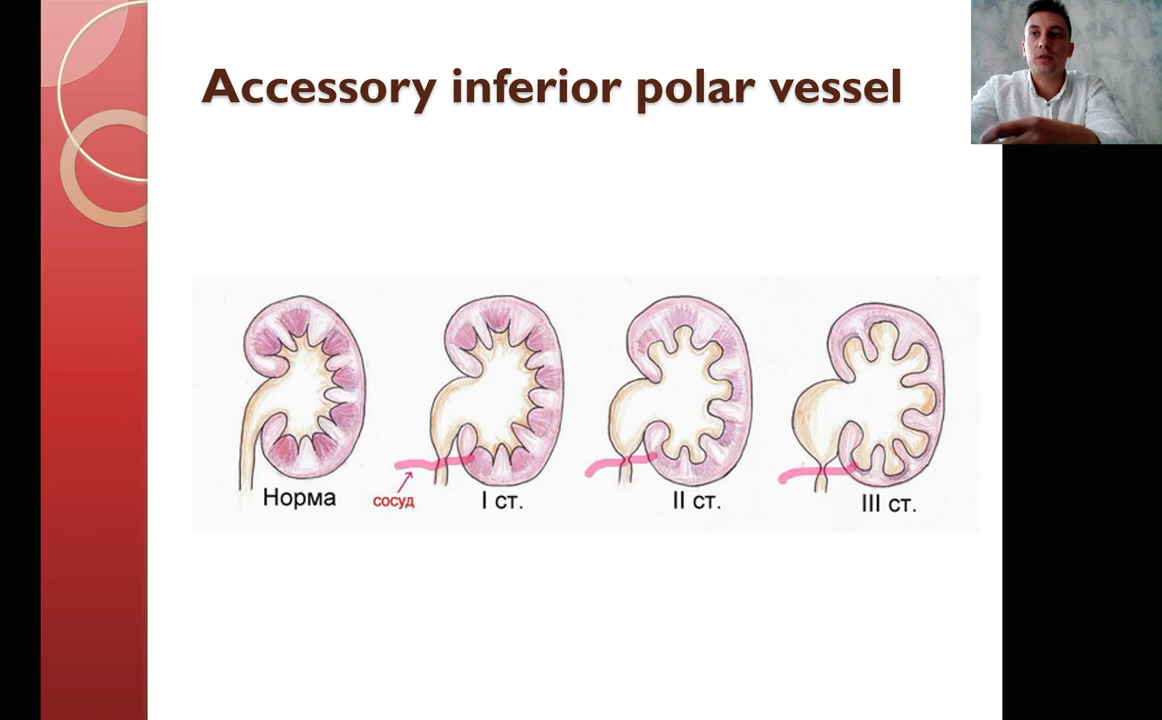 Accessory inferior polar vessel
Норма
сосуд
I ст.
II ст.
III ст.